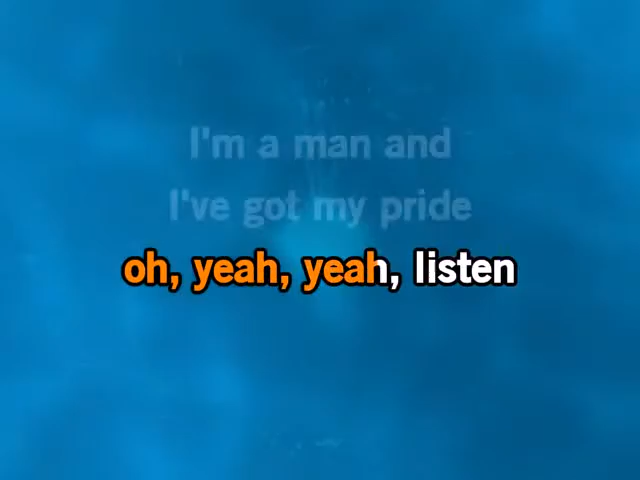 I'm a man and
I've got my pride
oh, yeah, yeah, listen